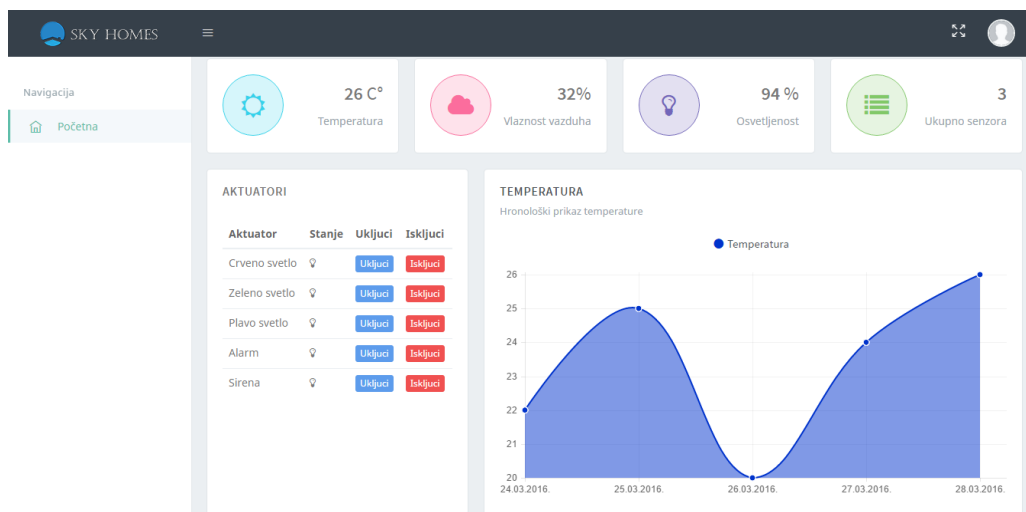 SKY HOMES
Navigacija
Početna
26 C°
Temperatura
32%
Vlaznost vazduha
94 %
Osvetljenost
3
Ukupno senzora
AKTUATORI
Aktuator Stanje Ukljuci Iskljuci
Crveno svetlo Ukljuci Iskljuci
Zeleno svetlo Ukljuci Iskljuci
Plavo svetlo Ukljuci Iskljuci
Alarm Ukljuci Iskljuci
Sirena Ukljuci Iskljuci
TEMPERATURA
Hronološki prikaz temperature
Temperatura
26
25
24
23
22
21
20
24.03.2016. 25.03.2016. 26.03.2016. 27.03.2016. 28.03.2016.